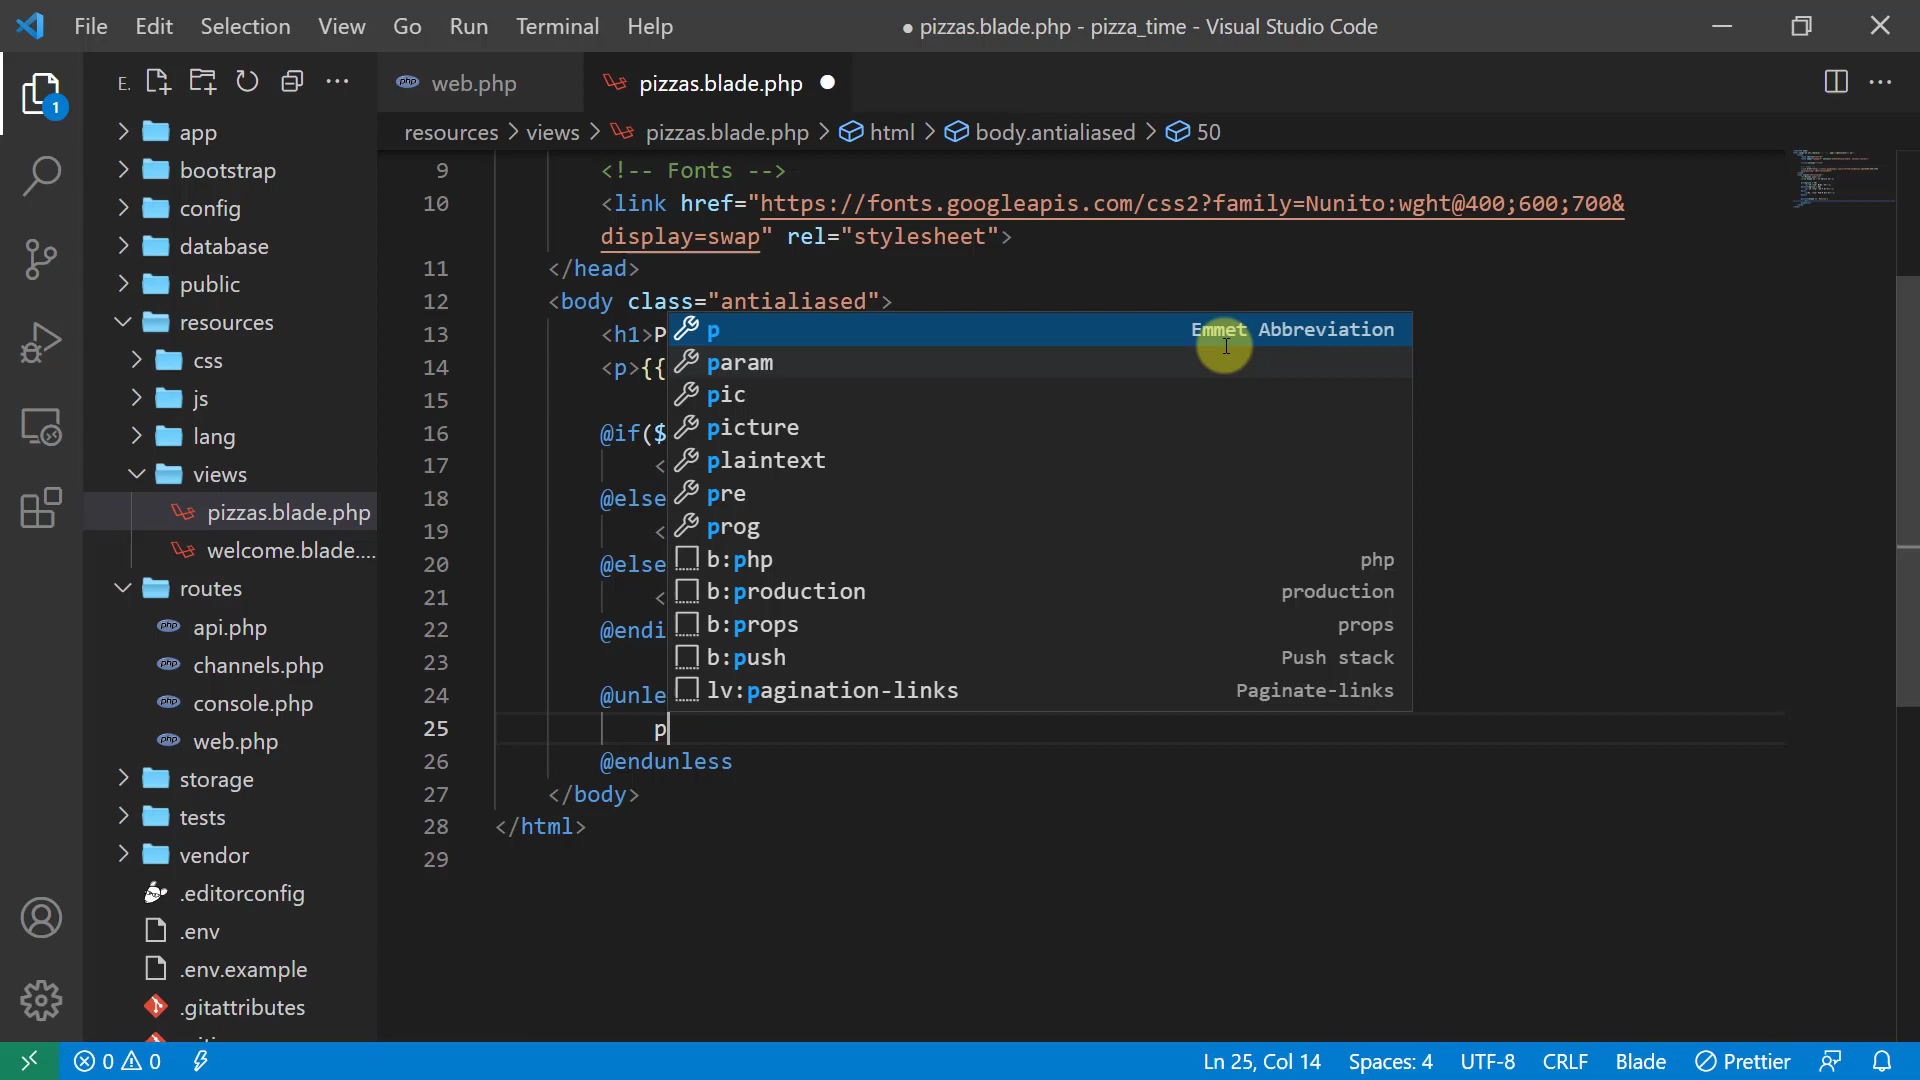 File Edit Selection View Go Run Terminal Help
● pizzas.blade.php - pizza_time - Visual Studio Code
1
E.
web.php
pizzas.blade.php
resources > views > pizzas.blade.php > html > body.antialiased > 50
app
bootstrap
config
database
public
resources
css
js
lang
views
pizzas.blade.php
welcome.blade....
routes
api.php
channels.php
console.php
web.php
storage
tests
vendor
.editorconfig
.env
.env.example
.gitattributes
9 <!-- Fonts -->
10 <link href="https://fonts.googleapis.com/css2?family=Nunito:wght@400;600;700&
display=swap" rel="stylesheet">
11 </head>
12 <body class="antialiased">
13 <h1>P
14 <p>{{
15
16 @if($
17 <
18 @else
19 <
20 @else
21 <
22 @endi
23
24 @unle
25 p
26 @endunless
27 </body>
28 </html>
29
p Emmet Abbreviation
param
pic
picture
plaintext
pre
prog
b:php php
b:production production
b:props props
b:push Push stack
lv:pagination-links Paginate-links
0 0 Ln 25, Col 14 Spaces: 4 UTF-8 CRLF Blade Prettier